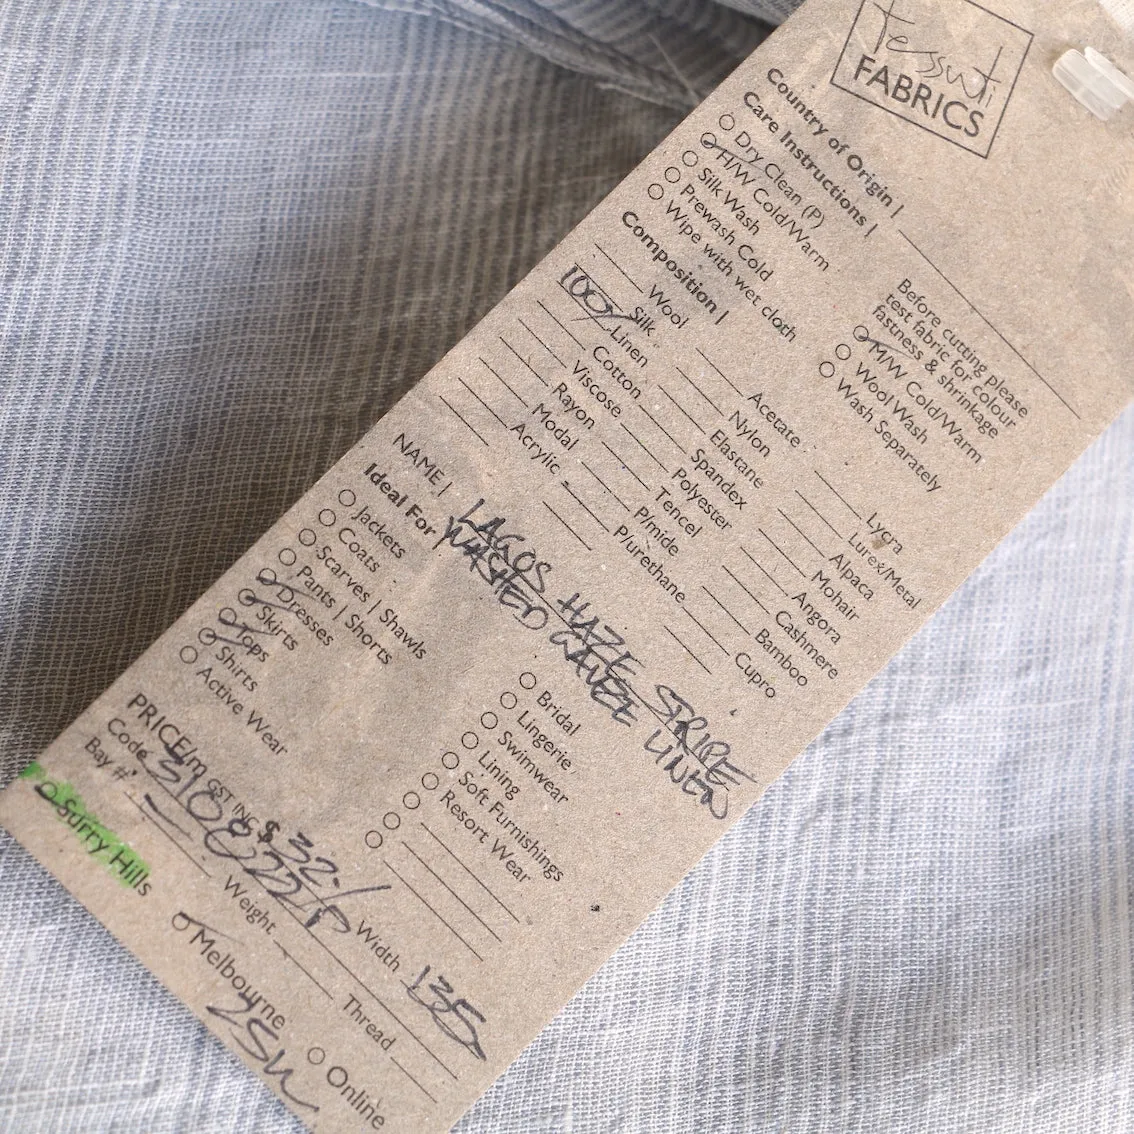 tessuti
FABRICS
Country of Origin |
Care Instructions |
Dry Clean (P)
H/W Cold/Warm
Silk Wash
Prewash Cold
Wipe with wet cloth
Before cutting please
test fabric for colour
fastness & shrinkage
M/W Cold/Warm
Wool Wash
Wash Separately
Composition |
Wool
Silk
100% Linen
Cotton
Viscose
Rayon
Modal
Acrylic
Acetate
Nylon
Elastane
Spandex
Polyester
Tencel
P/mide
P/urethane
Lycra
Lurex/Metal
Alpaca
Mohair
Angora
Cashmere
Bamboo
Cupro
NAME | LAGOS HAZE STRIPE
WASHED LINEN
Ideal For |
Jackets
Coats
Scarves | Shawls
Pants | Shorts
Dresses
Skirts
Tops
Shirts
Active Wear
Bridal
Lingerie
Swimwear
Lining
Soft Furnishings
Resort Wear
PRICE/m GST INC $32.
Width 135
Code
Bay #
Weight
Thread
Surry Hills
Melbourne
Online